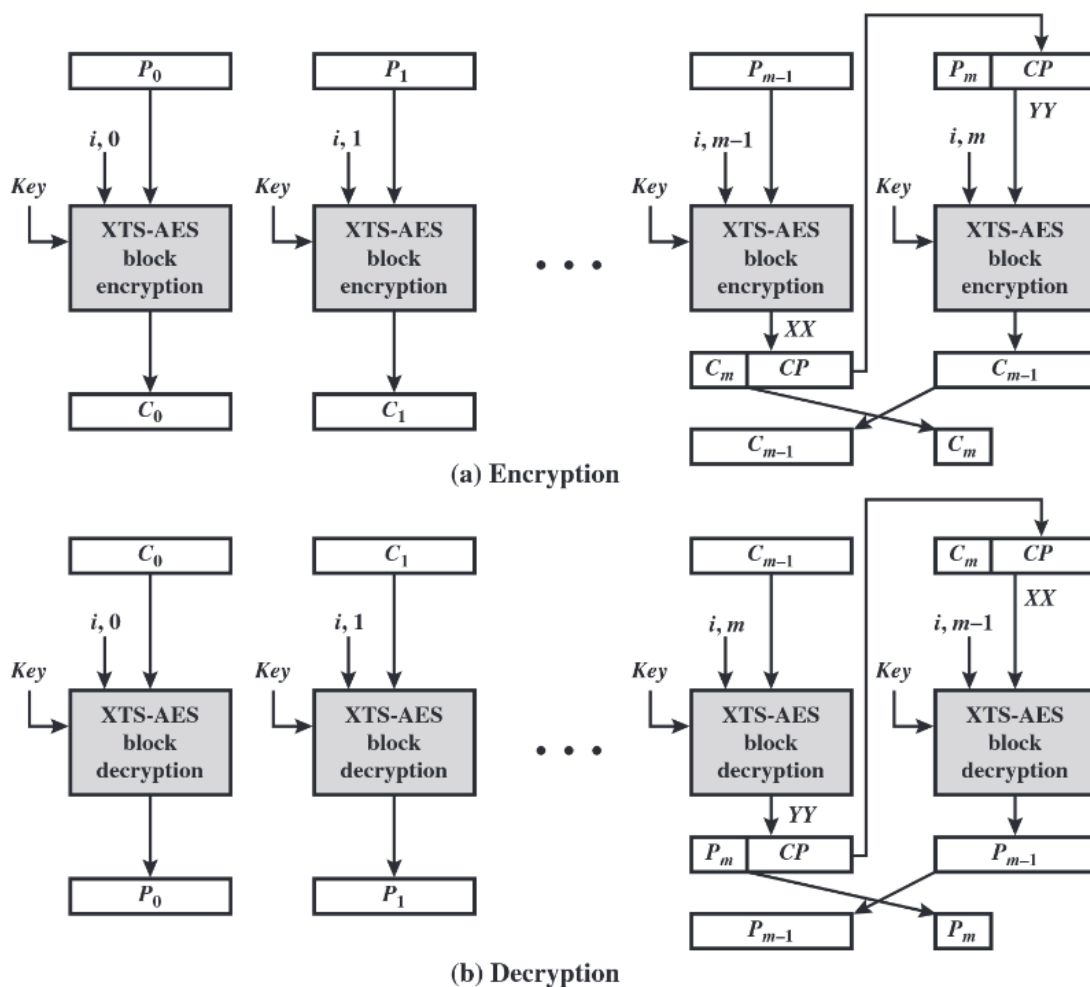 P₀ P₁ Pₘ₋₁ Pₘ CP
YY
i, 0 i, 1 i, m–1 i, m
Key Key Key Key
XTS-AES XTS-AES XTS-AES XTS-AES
block block block block
encryption encryption encryption encryption
• • •
XX
Cₘ CP Cₘ₋₁
C₀ C₁
Cₘ₋₁ Cₘ
(a) Encryption
C₀ C₁ Cₘ₋₁ Cₘ CP
XX
i, 0 i, 1 i, m i, m–1
Key Key Key Key
XTS-AES XTS-AES XTS-AES XTS-AES
block block block block
decryption decryption decryption decryption
• • •
YY
Pₘ CP Pₘ₋₁
P₀ P₁
Pₘ₋₁ Pₘ
(b) Decryption